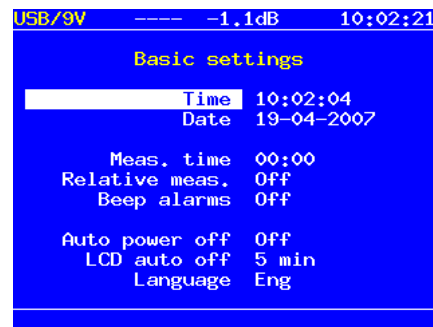 USB/9V ---- -1.1dB 10:02:21
Basic settings
Time 10:02:04
Date 19-04-2007
Meas. time 00:00
Relative meas. Off
Beep alarms Off
Auto power off Off
LCD auto off 5 min
Language Eng